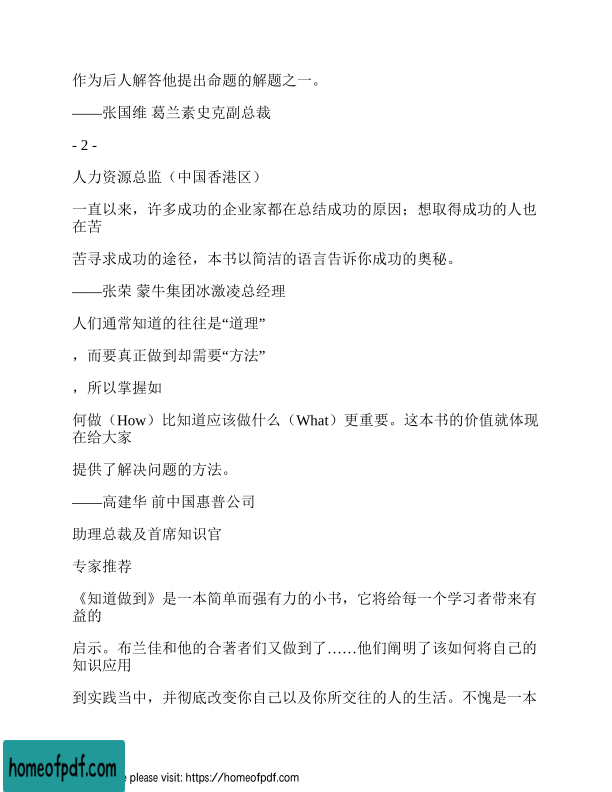 作为后人解答他提出命题的解题之一。
——张国维 葛兰素史克副总裁
- 2 -
人力资源总监（中国香港区）
一直以来，许多成功的企业家都在总结成功的原因；想取得成功的人也
在苦
苦寻求成功的途径，本书以简洁的语言告诉你成功的奥秘。
——张荣 蒙牛集团冰激凌总经理
人们通常知道的往往是“道理”
，而要真正做到却需要“方法”
，所以掌握如
何做（How）比知道应该做什么（What）更重要。这本书的价值就体现
在给大家
提供了解决问题的方法。
——高建华 前中国惠普公司
助理总裁及首席知识官
专家推荐
《知道做到》是一本简单而强有力的小书，它将给每一个学习者带来有
益的
启示。布兰佳和他的合著者们又做到了……他们阐明了该如何将自己的
知识应用
到实践当中，并彻底改变你自己以及你所交往的人的生活。不愧是一本
homeofpdf.com
please visit: https://homeofpdf.com